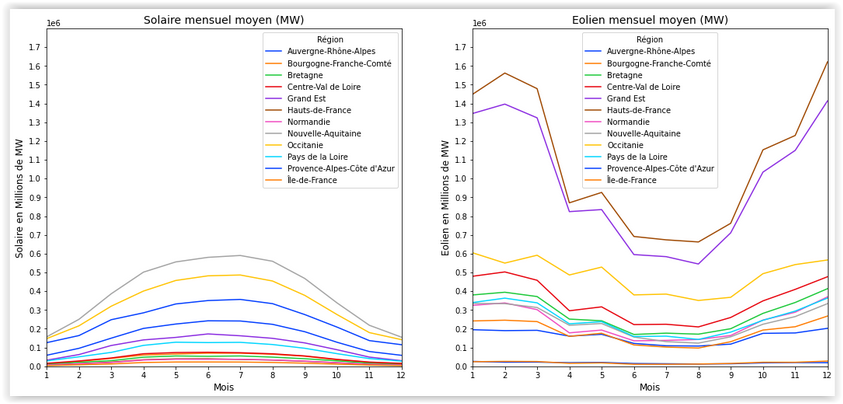 Solaire mensuel moyen (MW)
1e6
1.7
1.6
1.5
1.4
1.3
1.2
1.1
1.0
0.9
0.8
0.7
0.6
0.5
0.4
0.3
0.2
0.1
0.0
Solaire en Millions de MW
Région
Auvergne-Rhône-Alpes
Bourgogne-Franche-Comté
Bretagne
Centre-Val de Loire
Grand Est
Hauts-de-France
Normandie
Nouvelle-Aquitaine
Occitanie
Pays de la Loire
Provence-Alpes-Côte d'Azur
Île-de-France
1 2 3 4 5 6 7 8 9 10 11 12
Mois
Eolien mensuel moyen (MW)
1e6
1.7
1.6
1.5
1.4
1.3
1.2
1.1
1.0
0.9
0.8
0.7
0.6
0.5
0.4
0.3
0.2
0.1
0.0
Eolien en Millions de MW
Région
Auvergne-Rhône-Alpes
Bourgogne-Franche-Comté
Bretagne
Centre-Val de Loire
Grand Est
Hauts-de-France
Normandie
Nouvelle-Aquitaine
Occitanie
Pays de la Loire
Provence-Alpes-Côte d'Azur
Île-de-France
1 2 3 4 5 6 7 8 9 10 11 12
Mois